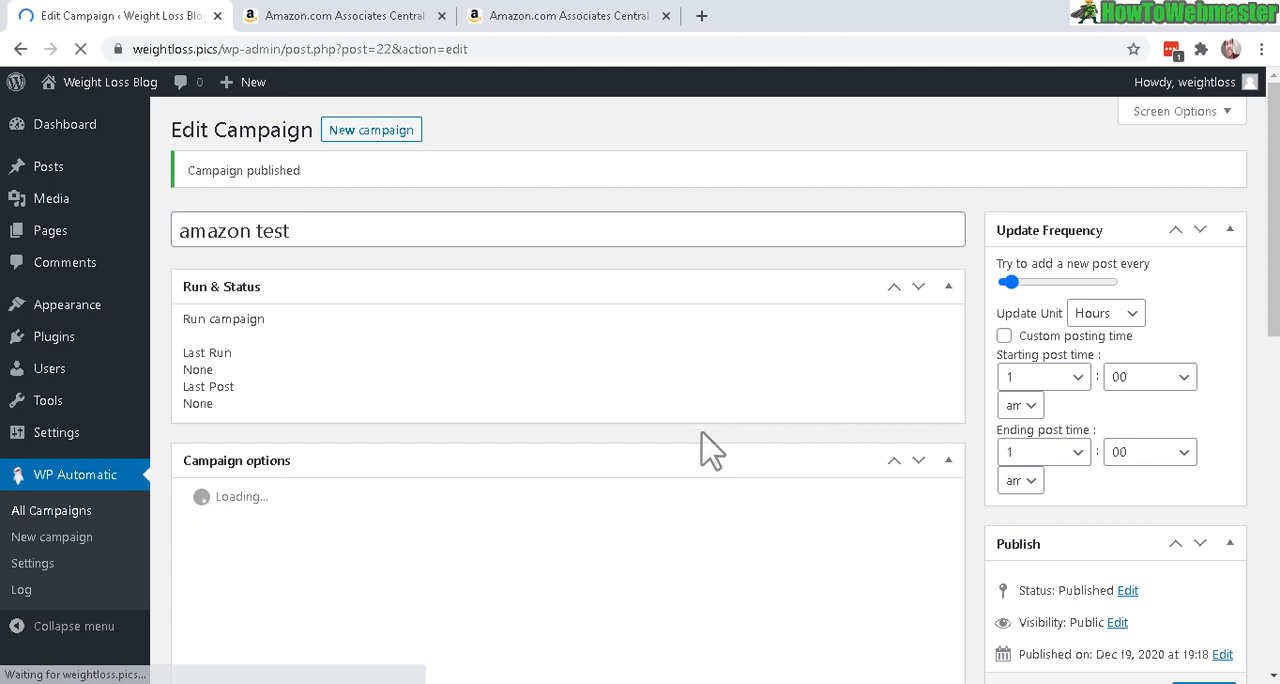 Edit Campaign ‹ Weight Loss Blo
Amazon.com Associates Central
Amazon.com Associates Central
HowToWebmaster
weightloss.pics/wp-admin/post.php?post=22&action=edit
1
Weight Loss Blog
0
New
Howdy, weightloss
Screen Options
Dashboard
Posts
Media
Pages
Comments
Appearance
Plugins
Users
Tools
Settings
WP Automatic
All Campaigns
New campaign
Settings
Log
Collapse menu
Edit Campaign
New campaign
Campaign published
amazon test
Run & Status
Run campaign
Last Run
None
Last Post
None
Campaign options
Loading...
Update Frequency
Try to add a new post every
Update Unit Hours
Custom posting time
Starting post time :
1 : 00
am
Ending post time :
1 : 00
am
Publish
Status: Published Edit
Visibility: Public Edit
Published on: Dec 19, 2020 at 19:18 Edit
Waiting for weightloss.pics...